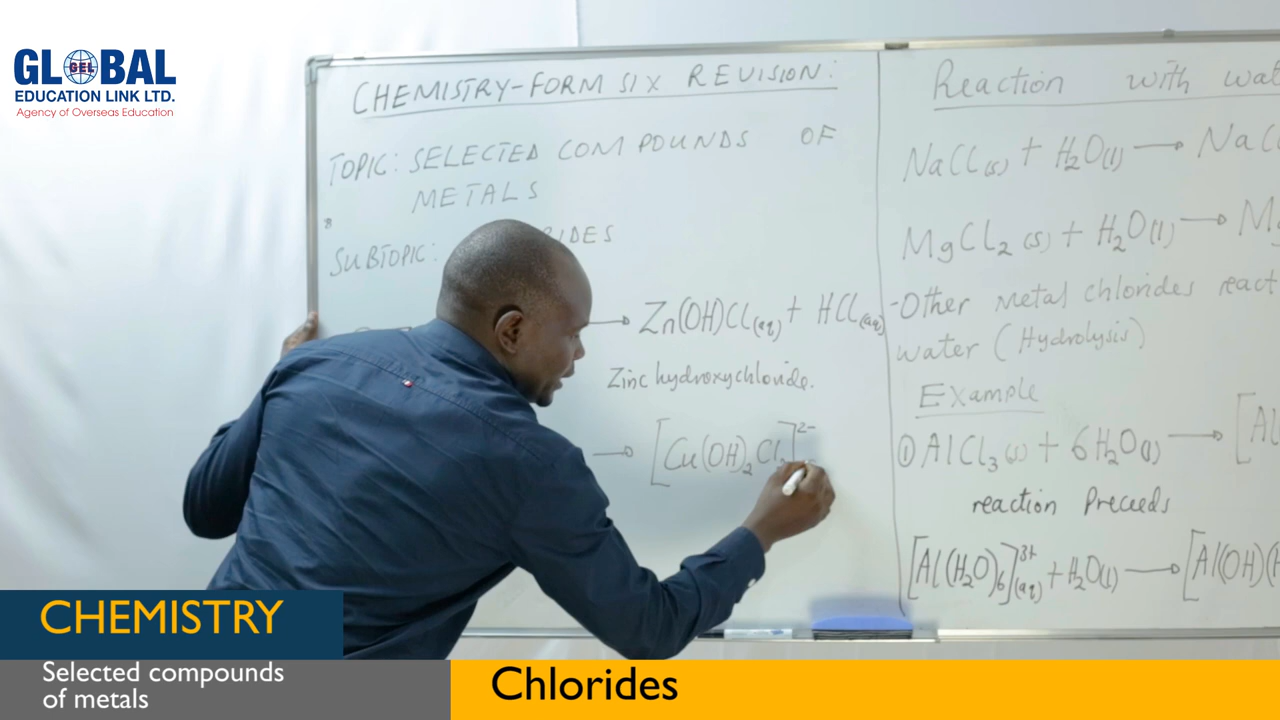 GLOBAL
GEL
EDUCATION LINK LTD.
Agency of Overseas Education
CHEMISTRY-FORM SIX REVISION:
TOPIC: SELECTED COMPOUNDS OF
METALS
SUBTOPIC: RIDES
→ Zn(OH)Cl(aq) + HCl(aq)
Zinc hydroxychloride.
→ [Cu(OH)₂Cl]²⁻
Reaction with wat
NaCl(s) + H₂O(l) → NaC
MgCl₂(s) + H₂O(l) → M
-Other metal chlorides react
water (Hydrolysis)
Example
① AlCl₃(s) + 6H₂O(l) → [Al
reaction Preceeds
[Al(H₂O)₆]³⁺(aq) + H₂O(l) → [Al(OH)(H
CHEMISTRY
Selected compounds
of metals
Chlorides